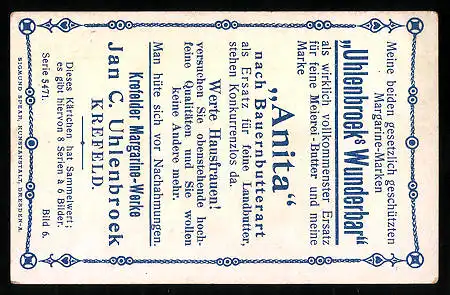 Meine beiden gesetzlich geschützten
Margarine-Marken
„Uhlenbroeks Wunderbar“
als wirklich vollkommenster Ersatz
für feine Meierei-Butter und meine
Marke
„Anita“
nach Bauernbutterart
als Ersatz für feine Landbutter,
stehen Konkurrenzlos da.
Werte Hausfrauen!
versuchen Sie obenstehende hoch-
feine Qualitäten und Sie wollen
keine Andere mehr.
Man hüte sich vor Nachahmungen.
Krefelder Margarine-Werke
Jan C. Uhlenbroek
KREFELD.
Dieses Kärtchen hat Sammelwert;
es gibt hiervon 8 Serien à 6 Bilder.
Serie 5471. Bild 6.
SIGMUND SPEAR, KUNSTANSTALT, DRESDEN-A.